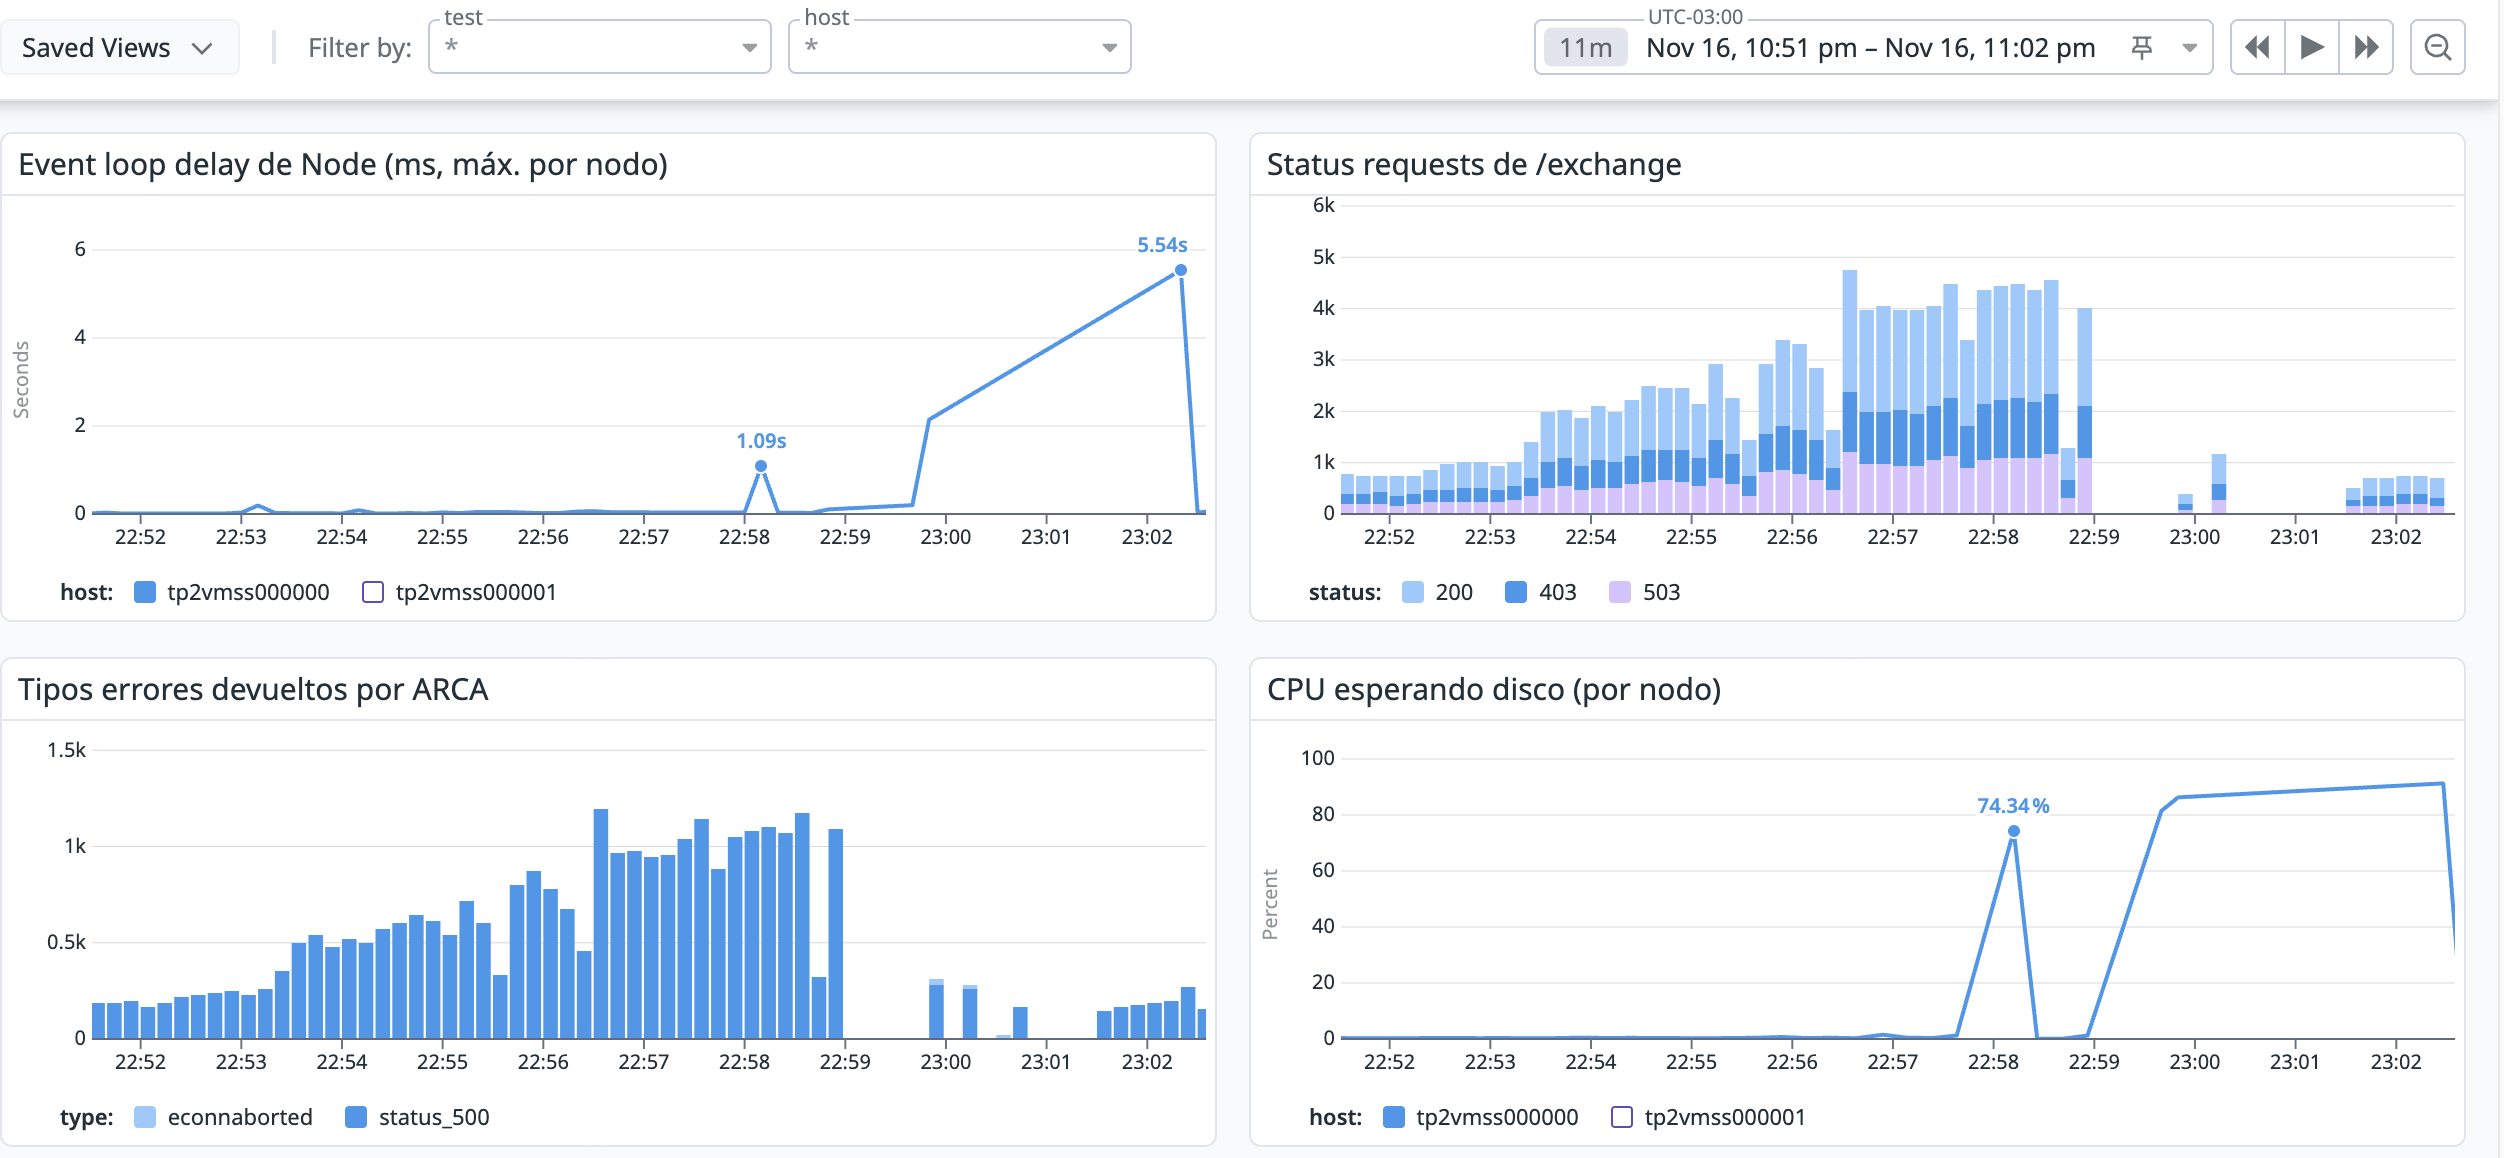 Saved Views
Filter by:
test
*
host
*
UTC-03:00
11m Nov 16, 10:51 pm – Nov 16, 11:02 pm
Event loop delay de Node (ms, máx. por nodo)
Seconds
6
4
2
0
5.54s
1.09s
22:52 22:53 22:54 22:55 22:56 22:57 22:58 22:59 23:00 23:01 23:02
host: tp2vmss000000 tp2vmss000001
Status requests de /exchange
6k
5k
4k
3k
2k
1k
0
22:52 22:53 22:54 22:55 22:56 22:57 22:58 22:59 23:00 23:01 23:02
status: 200 403 503
Tipos errores devueltos por ARCA
1.5k
1k
0.5k
0
22:52 22:53 22:54 22:55 22:56 22:57 22:58 22:59 23:00 23:01 23:02
type: econnaborted status_500
CPU esperando disco (por nodo)
Percent
100
80
60
40
20
0
74.34%
22:52 22:53 22:54 22:55 22:56 22:57 22:58 22:59 23:00 23:01 23:02
host: tp2vmss000000 tp2vmss000001